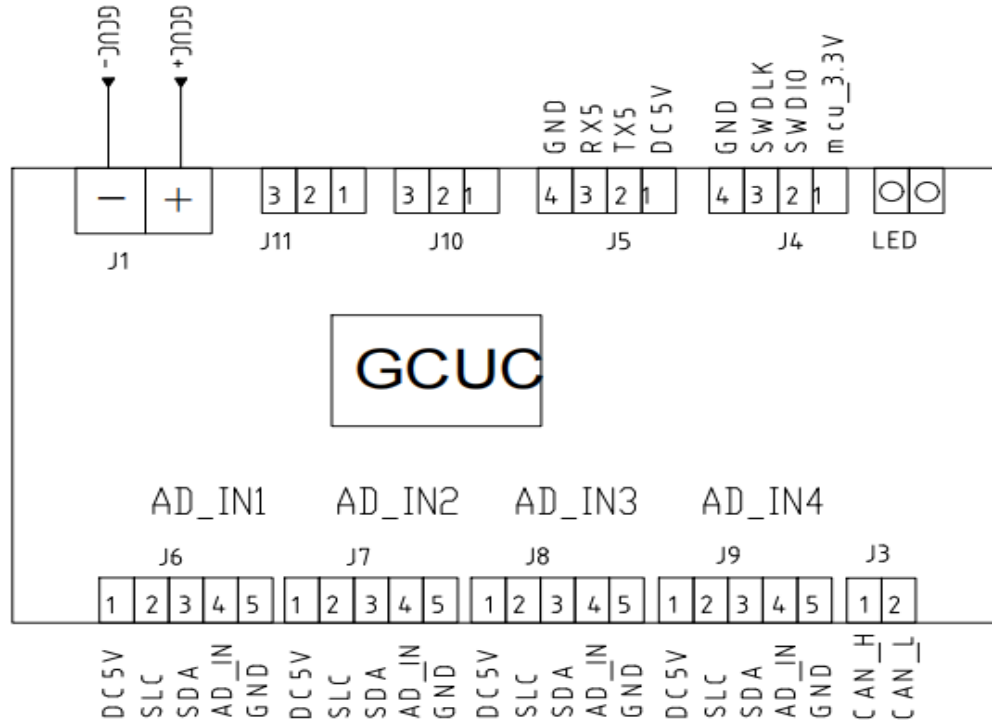 GCUC- GCUC+
GND RX5 TX5 DC5V GND SWDLK SWDIO mcu_3.3V
− + 3 2 1 3 2 1 4 3 2 1 4 3 2 1
J1 J11 J10 J5 J4 LED
GCUC
AD_IN1 AD_IN2 AD_IN3 AD_IN4
J6 J7 J8 J9 J3
1 2 3 4 5 1 2 3 4 5 1 2 3 4 5 1 2 3 4 5 1 2
DC5V SLC SDA AD_IN GND DC5V SLC SDA AD_IN GND DC5V SLC SDA AD_IN GND DC5V SLC SDA AD_IN GND CAN_H CAN_L